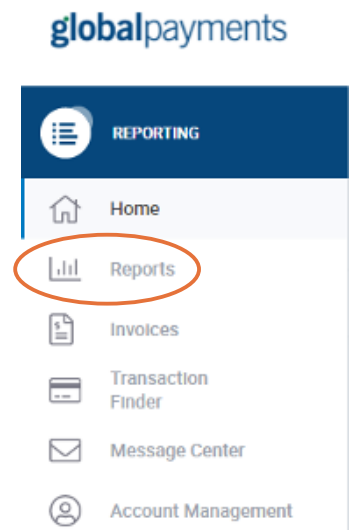 globalpayments
REPORTING
Home
Reports
Invoices
Transaction
Finder
Message Center
Account Management